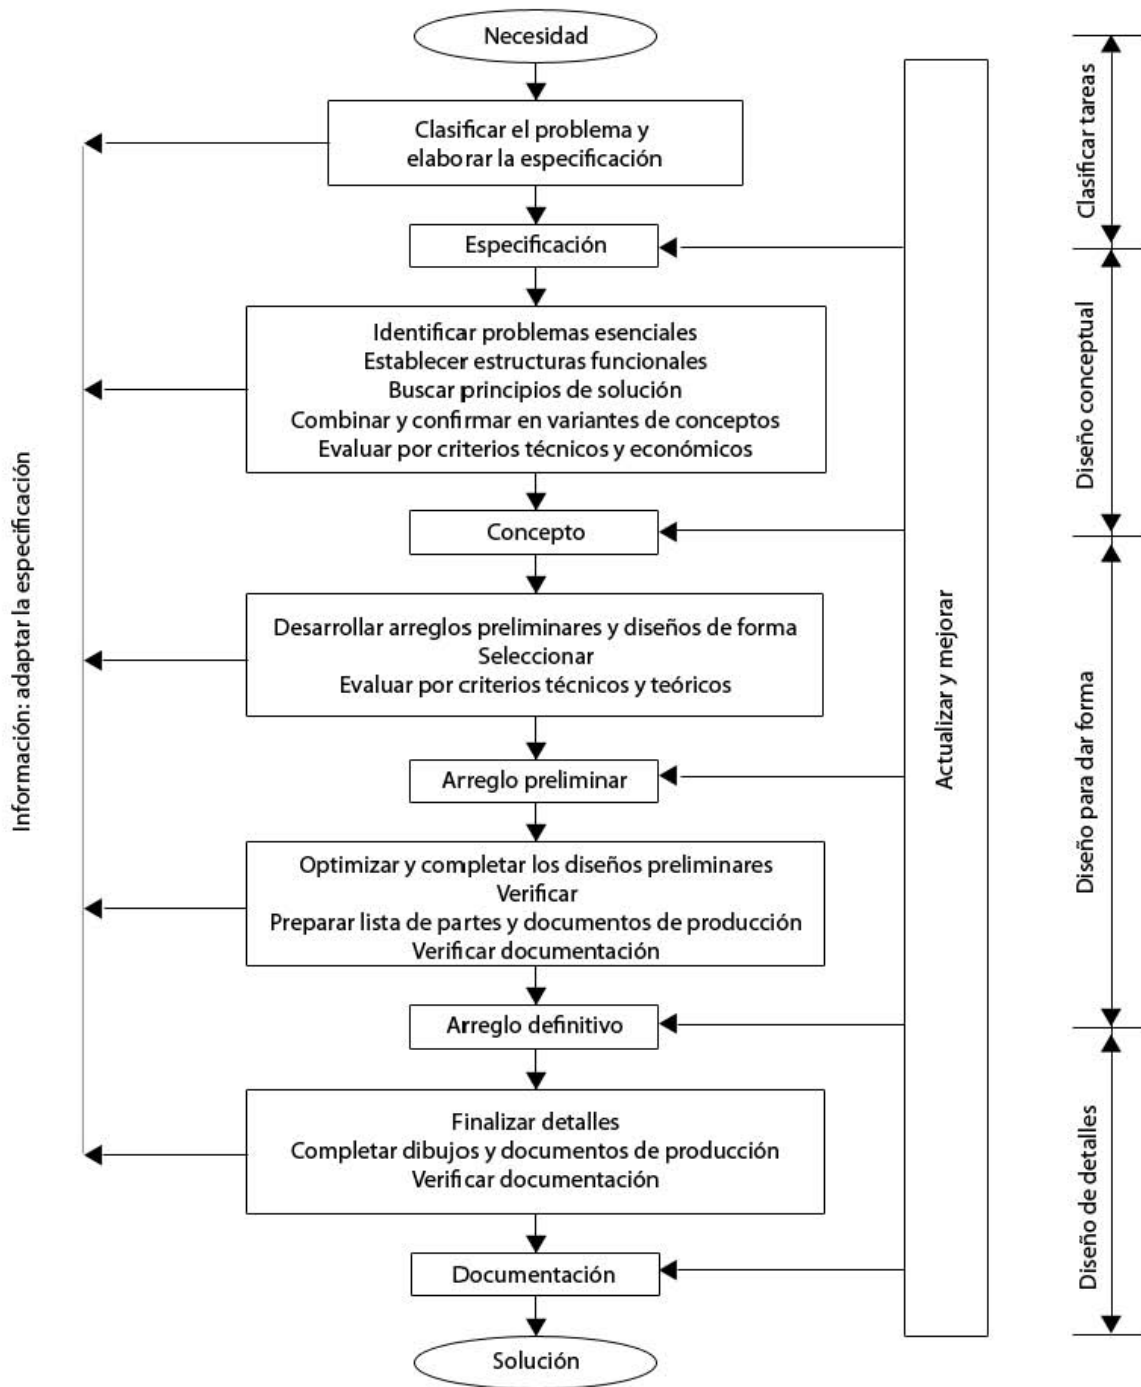 Necesidad
Clasificar el problema y
elaborar la especificación
Especificación
Identificar problemas esenciales
Establecer estructuras funcionales
Buscar principios de solución
Combinar y confirmar en variantes de conceptos
Evaluar por criterios técnicos y económicos
Concepto
Desarrollar arreglos preliminares y diseños de forma
Seleccionar
Evaluar por criterios técnicos y teóricos
Arreglo preliminar
Optimizar y completar los diseños preliminares
Verificar
Preparar lista de partes y documentos de producción
Verificar documentación
Arreglo definitivo
Finalizar detalles
Completar dibujos y documentos de producción
Verificar documentación
Documentación
Solución
Información: adaptar la especificación
Actualizar y mejorar
Clasificar tareas
Diseño conceptual
Diseño para dar forma
Diseño de detalles